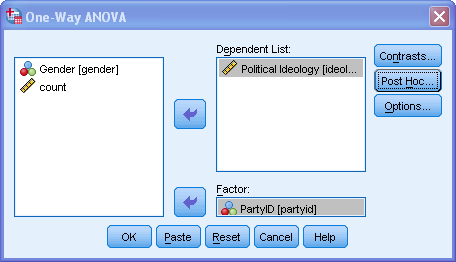 One-Way ANOVA
Gender [gender]
count
Dependent List:
Political Ideology [ideol...
Factor:
PartyID [partyid]
Contrasts...
Post Hoc...
Options...
OK Paste Reset Cancel Help